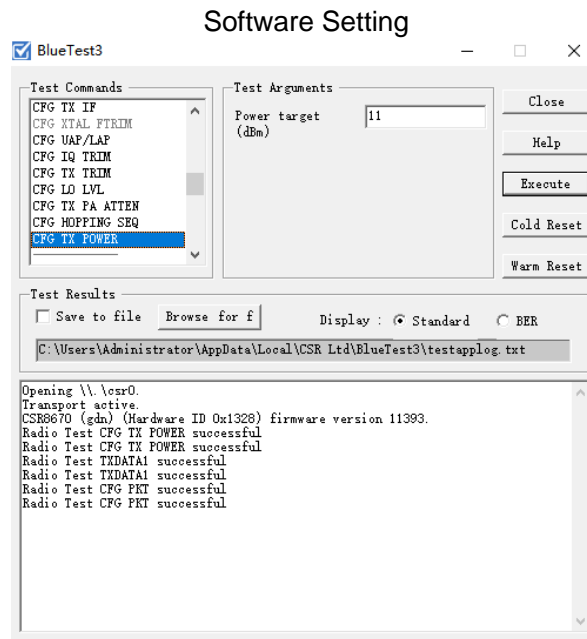 Software Setting
BlueTest3
Test Commands
CFG TX IF
CFG XTAL FTRIM
CFG UAP/LAP
CFG IQ TRIM
CFG TX TRIM
CFG LO LVL
CFG TX PA ATTEN
CFG HOPPING SEQ
CFG TX POWER
Test Arguments
Power target
(dBm)
11
Close
Help
Execute
Cold Reset
Warm Reset
Test Results
Save to file
Browse for f
Display :
Standard
BER
C:\Users\Administrator\AppData\Local\CSR Ltd\BlueTest3\testapplog.txt
Opening \\.\csr0.
Transport active.
CSR8670 (gdn) (Hardware ID 0x1328) firmware version 11393.
Radio Test CFG TX POWER successful
Radio Test CFG TX POWER successful
Radio Test TXDATA1 successful
Radio Test TXDATA1 successful
Radio Test CFG PKT successful
Radio Test CFG PKT successful